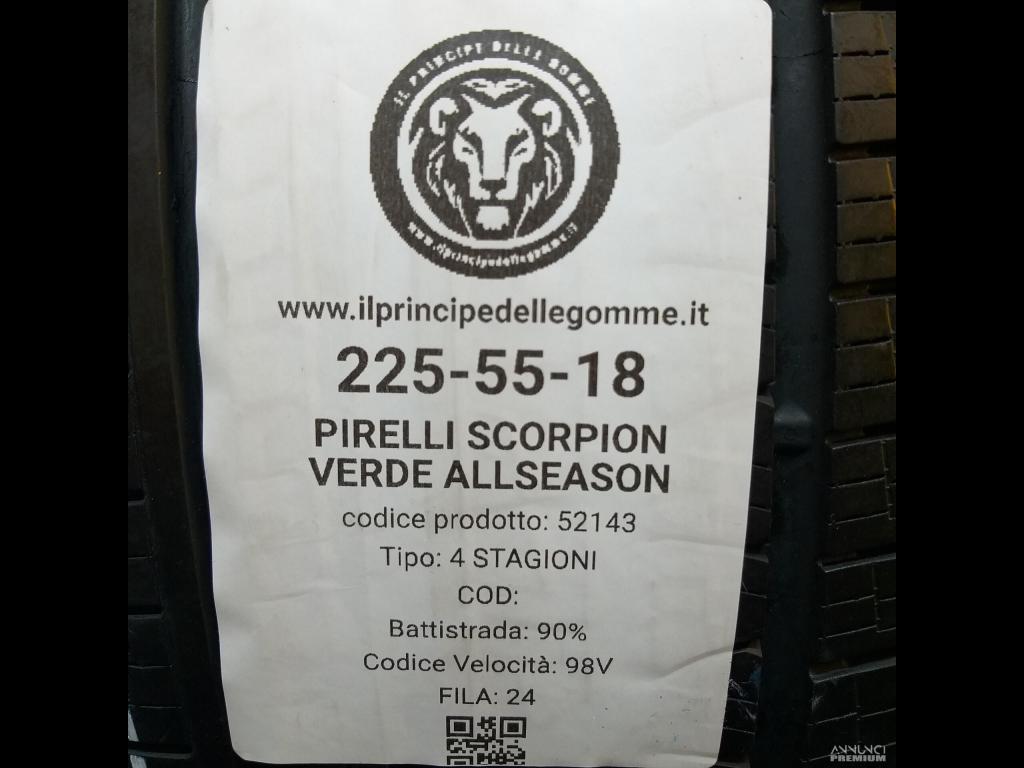 IL PRINCIPE DELLE GOMME
www.ilprincipedellegomme.it
www.ilprincipedellegomme.it
225-55-18
PIRELLI SCORPION
VERDE ALLSEASON
codice prodotto: 52143
Tipo: 4 STAGIONI
COD:
Battistrada: 90%
Codice Velocità: 98V
FILA: 24
ANNUNCI
PREMIUM